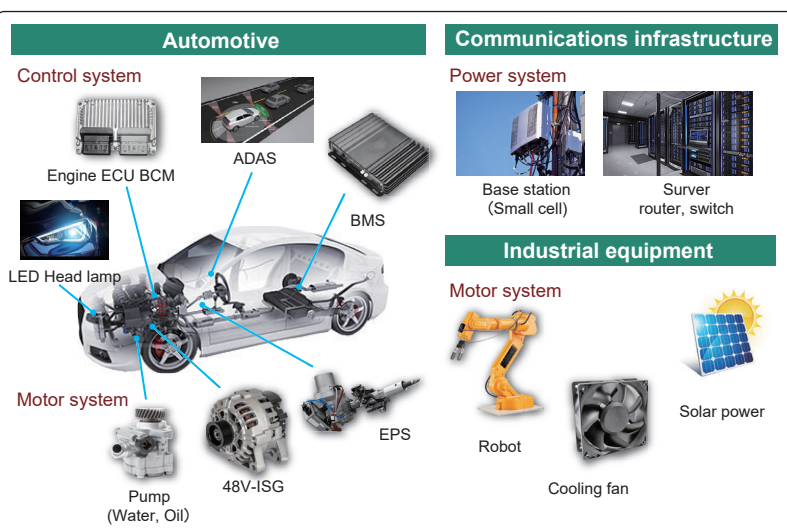 Automotive
Control system
Engine ECU BCM
ADAS
BMS
LED Head lamp
Motor system
Pump
(Water, Oil)
48V-ISG
EPS
Communications infrastructure
Power system
Base station
(Small cell)
Surver
router, switch
Industrial equipment
Motor system
Robot
Cooling fan
Solar power